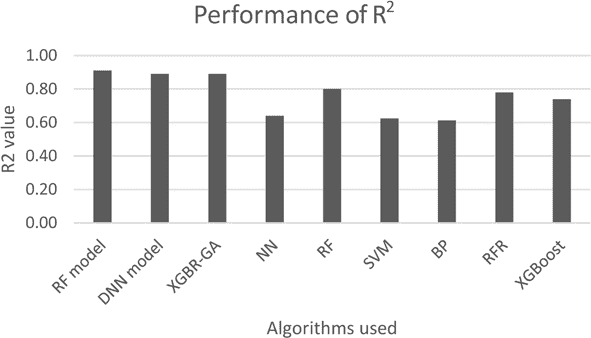 Performance of R²
R2 value
1.00
0.80
0.60
0.40
0.20
0.00
RF model
DNN model
XGBR-GA
NN
RF
SVM
BP
RFR
XGBoost
Algorithms used